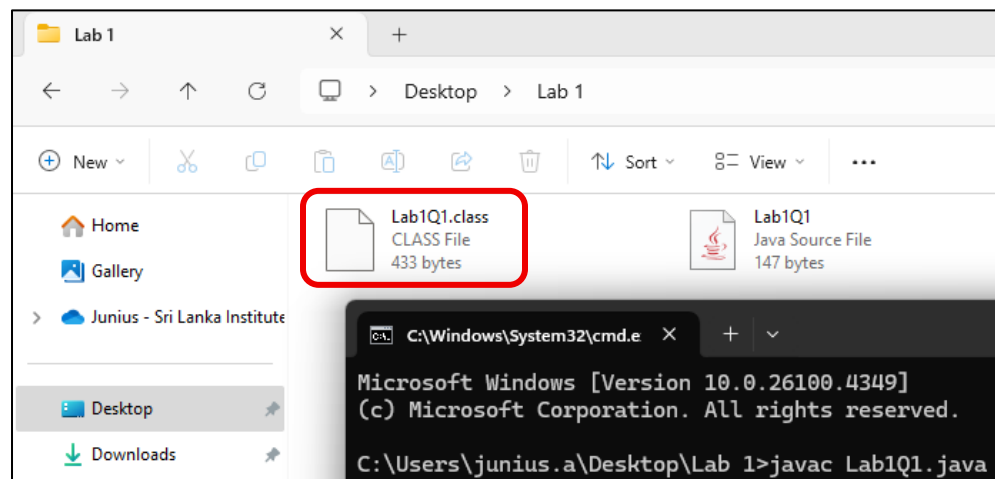 Lab 1
Desktop > Lab 1
New
Sort
View
Home
Gallery
Junius - Sri Lanka Institute
Desktop
Downloads
Lab1Q1.class
CLASS File
433 bytes
Lab1Q1
Java Source File
147 bytes
C:\Windows\System32\cmd.e
Microsoft Windows [Version 10.0.26100.4349]
(c) Microsoft Corporation. All rights reserved.
C:\Users\junius.a\Desktop\Lab 1>javac Lab1Q1.java